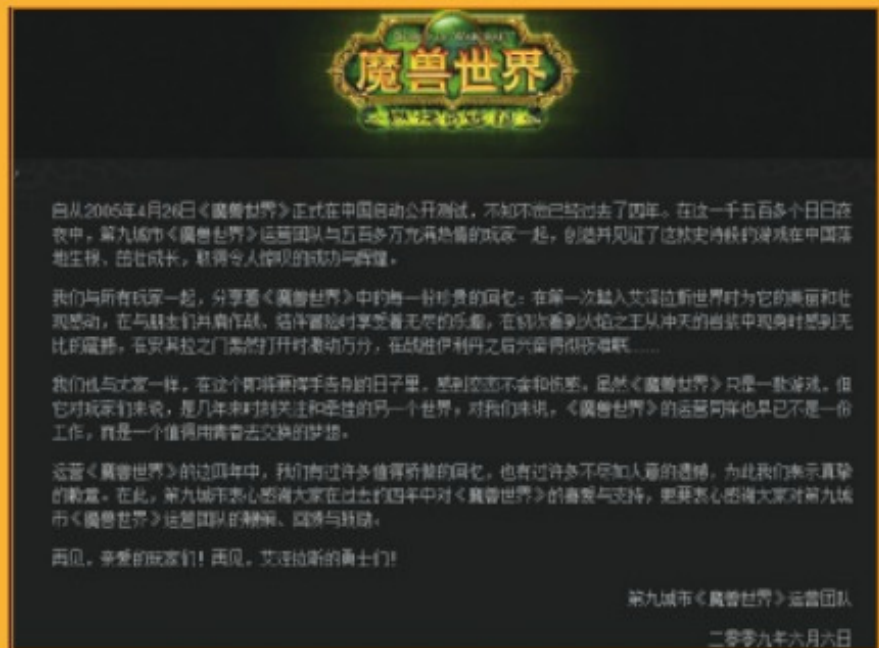 WORLD OF WARCRAFT
魔兽世界
燃烧的远征
自从2005年4月26日《魔兽世界》正式在中国启动公开测试，不知不觉已经过去了四年。在这一千五百多个日日夜
夜中，第九城市《魔兽世界》运营团队与五百多万充满热情的玩家一起，创造并见证了这款史诗般的游戏在中国落
地生根、茁壮成长，取得令人惊叹的成功与辉煌。
我们与所有玩家一起，分享着《魔兽世界》中的每一份珍贵的回忆：在第一次踏入艾泽拉斯世界时为它的美丽和壮
观感动，在与朋友们并肩作战、结伴冒险时享受着无尽的乐趣，在初次看到火焰之王从冲天的岩浆中现身时感到无
比的震撼，在安其拉之门轰然打开时激动万分，在战胜伊利丹之后兴奋得彻夜难眠……
我们也与大家一样，在这个即将要挥手告别的日子里，感到恋恋不舍和伤感。虽然《魔兽世界》只是一款游戏，但
它对玩家们来说，是几年来时刻关注和牵挂的另一个世界，对我们来说，《魔兽世界》的运营同样也早已不是一份
工作，而是一个值得用青春去交换的梦想。
运营《魔兽世界》的这四年中，我们有过许多值得骄傲的回忆，也有过许多不尽如人意的遗憾，为此我们表示真挚
的歉意。在此，第九城市衷心感谢大家在过去的四年中对《魔兽世界》的喜爱与支持，更要衷心感谢大家对第九城
市《魔兽世界》运营团队的鞭策、回馈与鼓励。
再见，亲爱的玩家们！再见，艾泽拉斯的勇士们！
第九城市《魔兽世界》运营团队
二零零九年六月六日